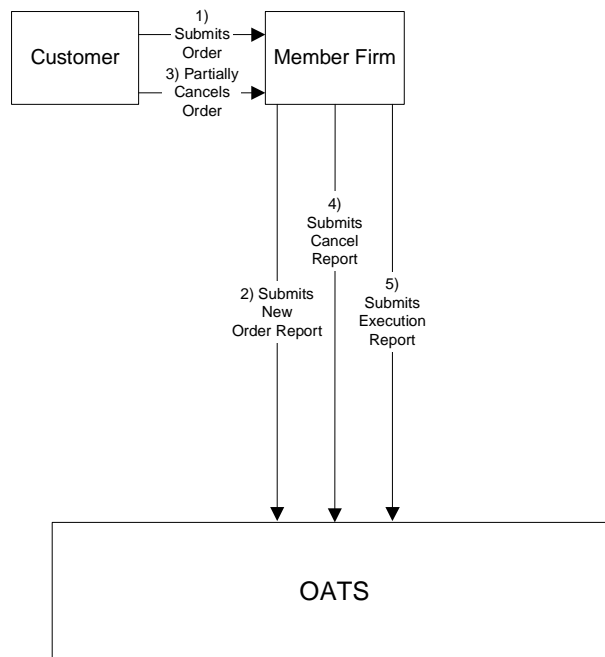 1)
Submits
Order
Customer
Member Firm
3) Partially
Cancels
Order
4)
Submits
Cancel
Report
2) Submits
New
Order Report
5)
Submits
Execution
Report
OATS